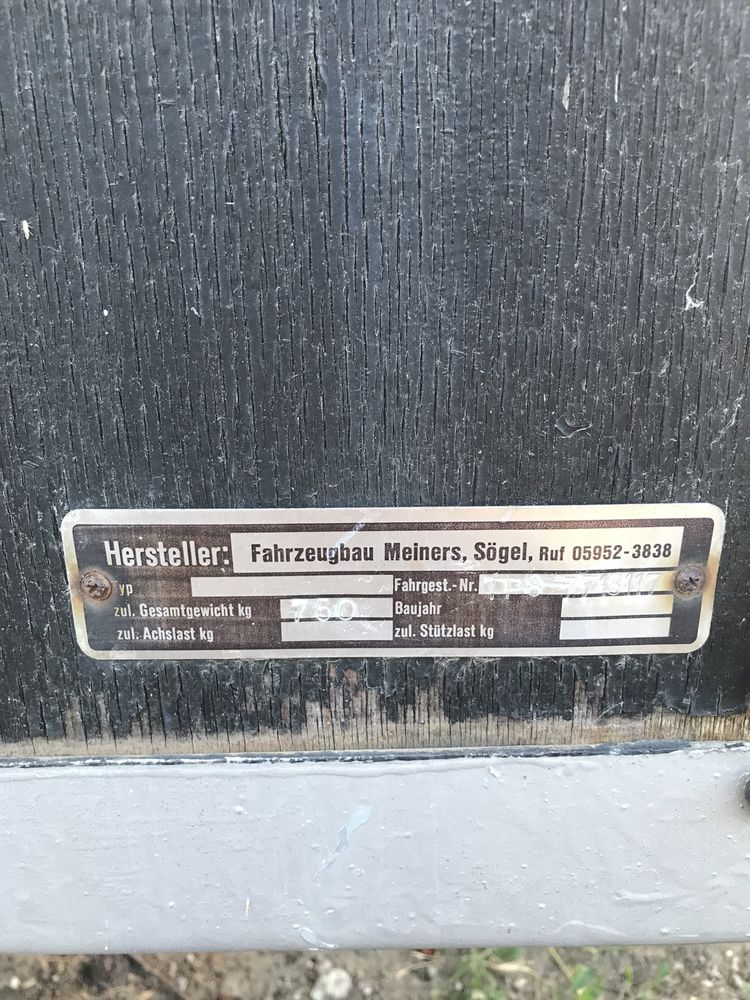 Hersteller: Fahrzeugbau Meiners, Sögel, Ruf 05952-3838
yp Fahrgest.-Nr.
zul. Gesamtgewicht kg 750 Baujahr
zul. Achslast kg zul. Stützlast kg